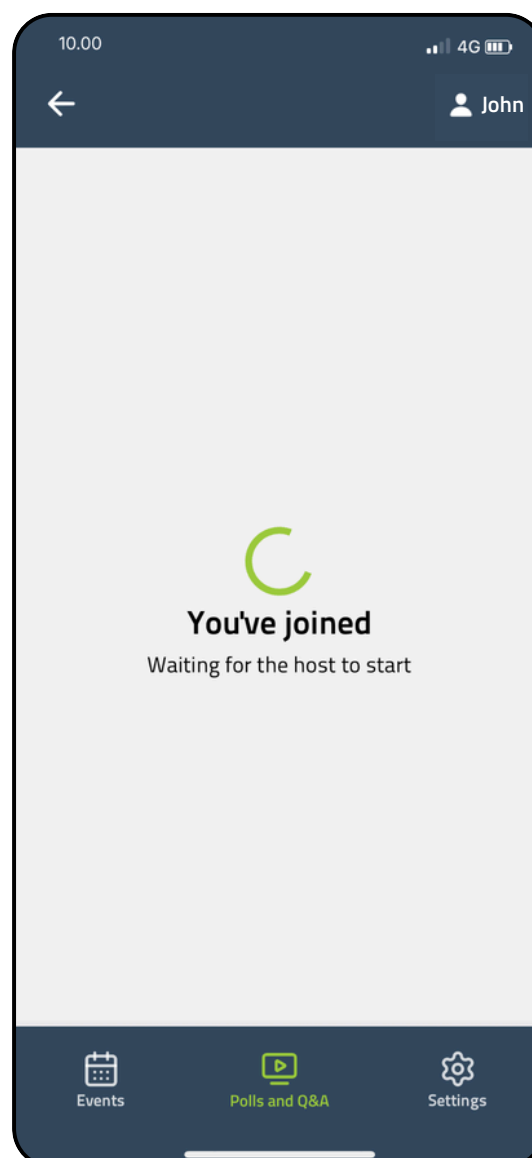 10.00
4G
John
You've joined
Waiting for the host to start
Events
Polls and Q&A
Settings